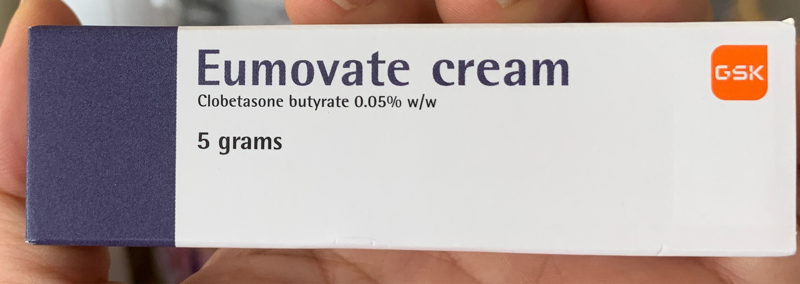 Eumovate cream
Clobetasone butyrate 0.05% w/w
5 grams
GSK